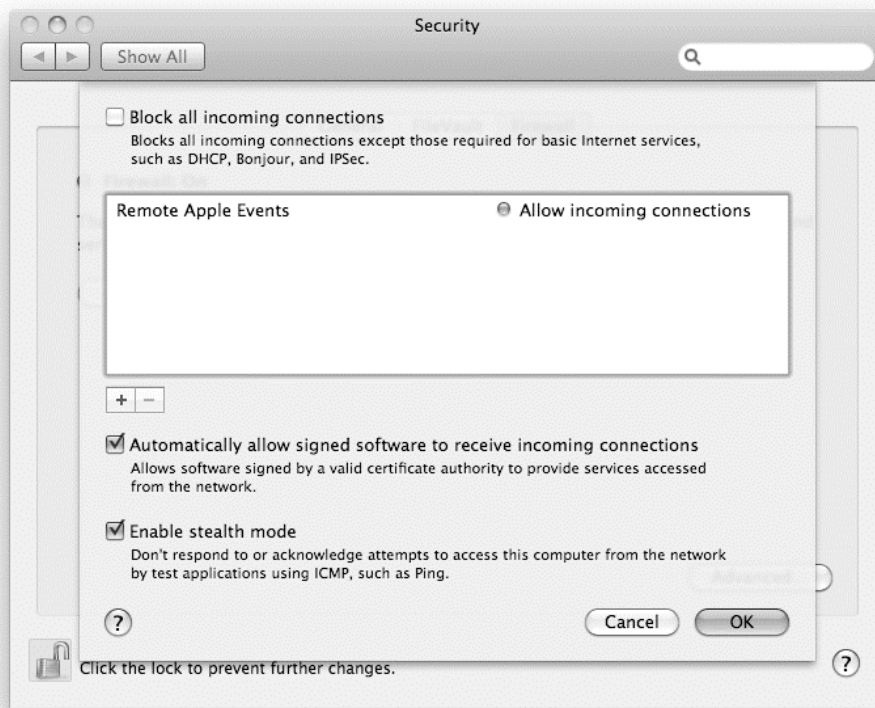 Security
Show All
Block all incoming connections
Blocks all incoming connections except those required for basic Internet services,
such as DHCP, Bonjour, and IPSec.
Firewall: On
Remote Apple Events
Allow incoming connections
+ −
Automatically allow signed software to receive incoming connections
Allows software signed by a valid certificate authority to provide services accessed
from the network.
Enable stealth mode
Don't respond to or acknowledge attempts to access this computer from the network
by test applications using ICMP, such as Ping.
Advanced
? Cancel OK
Click the lock to prevent further changes. ?